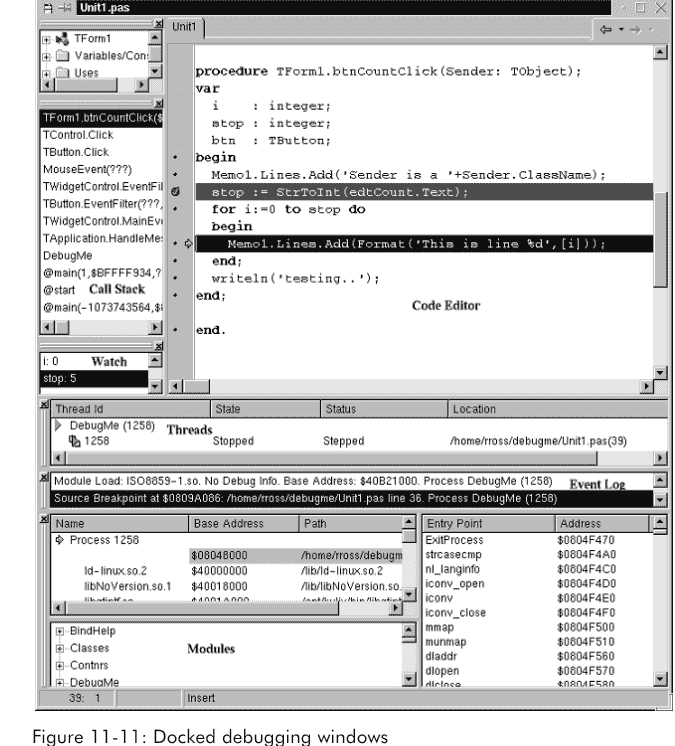 Unit1.pas
Unit1
TForm1
Variables/Con
Uses
procedure TForm1.btnCountClick(Sender: TObject);
var
i : integer;
stop : integer;
btn : TButton;
begin
Memo1.Lines.Add('Sender is a '+Sender.ClassName);
stop := StrToInt(edtCount.Text);
for i:=0 to stop do
begin
Memo1.Lines.Add(Format('This is line %d',[i]));
end;
writeln('testing..');
end;
end.
Code Editor
TForm1.btnCountClick($
TControl.Click
TButton.Click
MouseEvent(???)
TWidgetControl.EventFil
TButton.EventFilter(???,
TWidgetControl.MainEv
TApplication.HandleMe
DebugMe
@main(1,$BFFFF934,?
@start Call Stack
@main(-1073743564,$
i: 0 Watch
stop: 5
Thread Id State Status Location
DebugMe (1258) Threads
1258 Stopped Stepped /home/rross/debugme/Unit1.pas(39)
Module Load: ISO8859-1.so. No Debug Info. Base Address: $40B21000. Process DebugMe (1258)
Event Log
Source Breakpoint at $0809A086: /home/rross/debugme/Unit1.pas line 36. Process DebugMe (1258)
Name Base Address Path
Process 1258
$08048000 /home/rross/debugm
ld-linux.so.2 $40000000 /lib/ld-linux.so.2
libNoVersion.so.1 $40018000 /lib/libNoVersion.so.
Entry Point Address
ExitProcess $0804F470
strcasecmp $0804F4A0
nl_langinfo $0804F4C0
iconv_open $0804F4D0
iconv $0804F4E0
iconv_close $0804F4F0
mmap $0804F500
munmap $0804F510
dladdr $0804F560
dlopen $0804F570
dlclose $0804F580
BindHelp
Classes
Modules
Contnrs
DebugMe
39: 1 Insert
Figure 11-11: Docked debugging windows